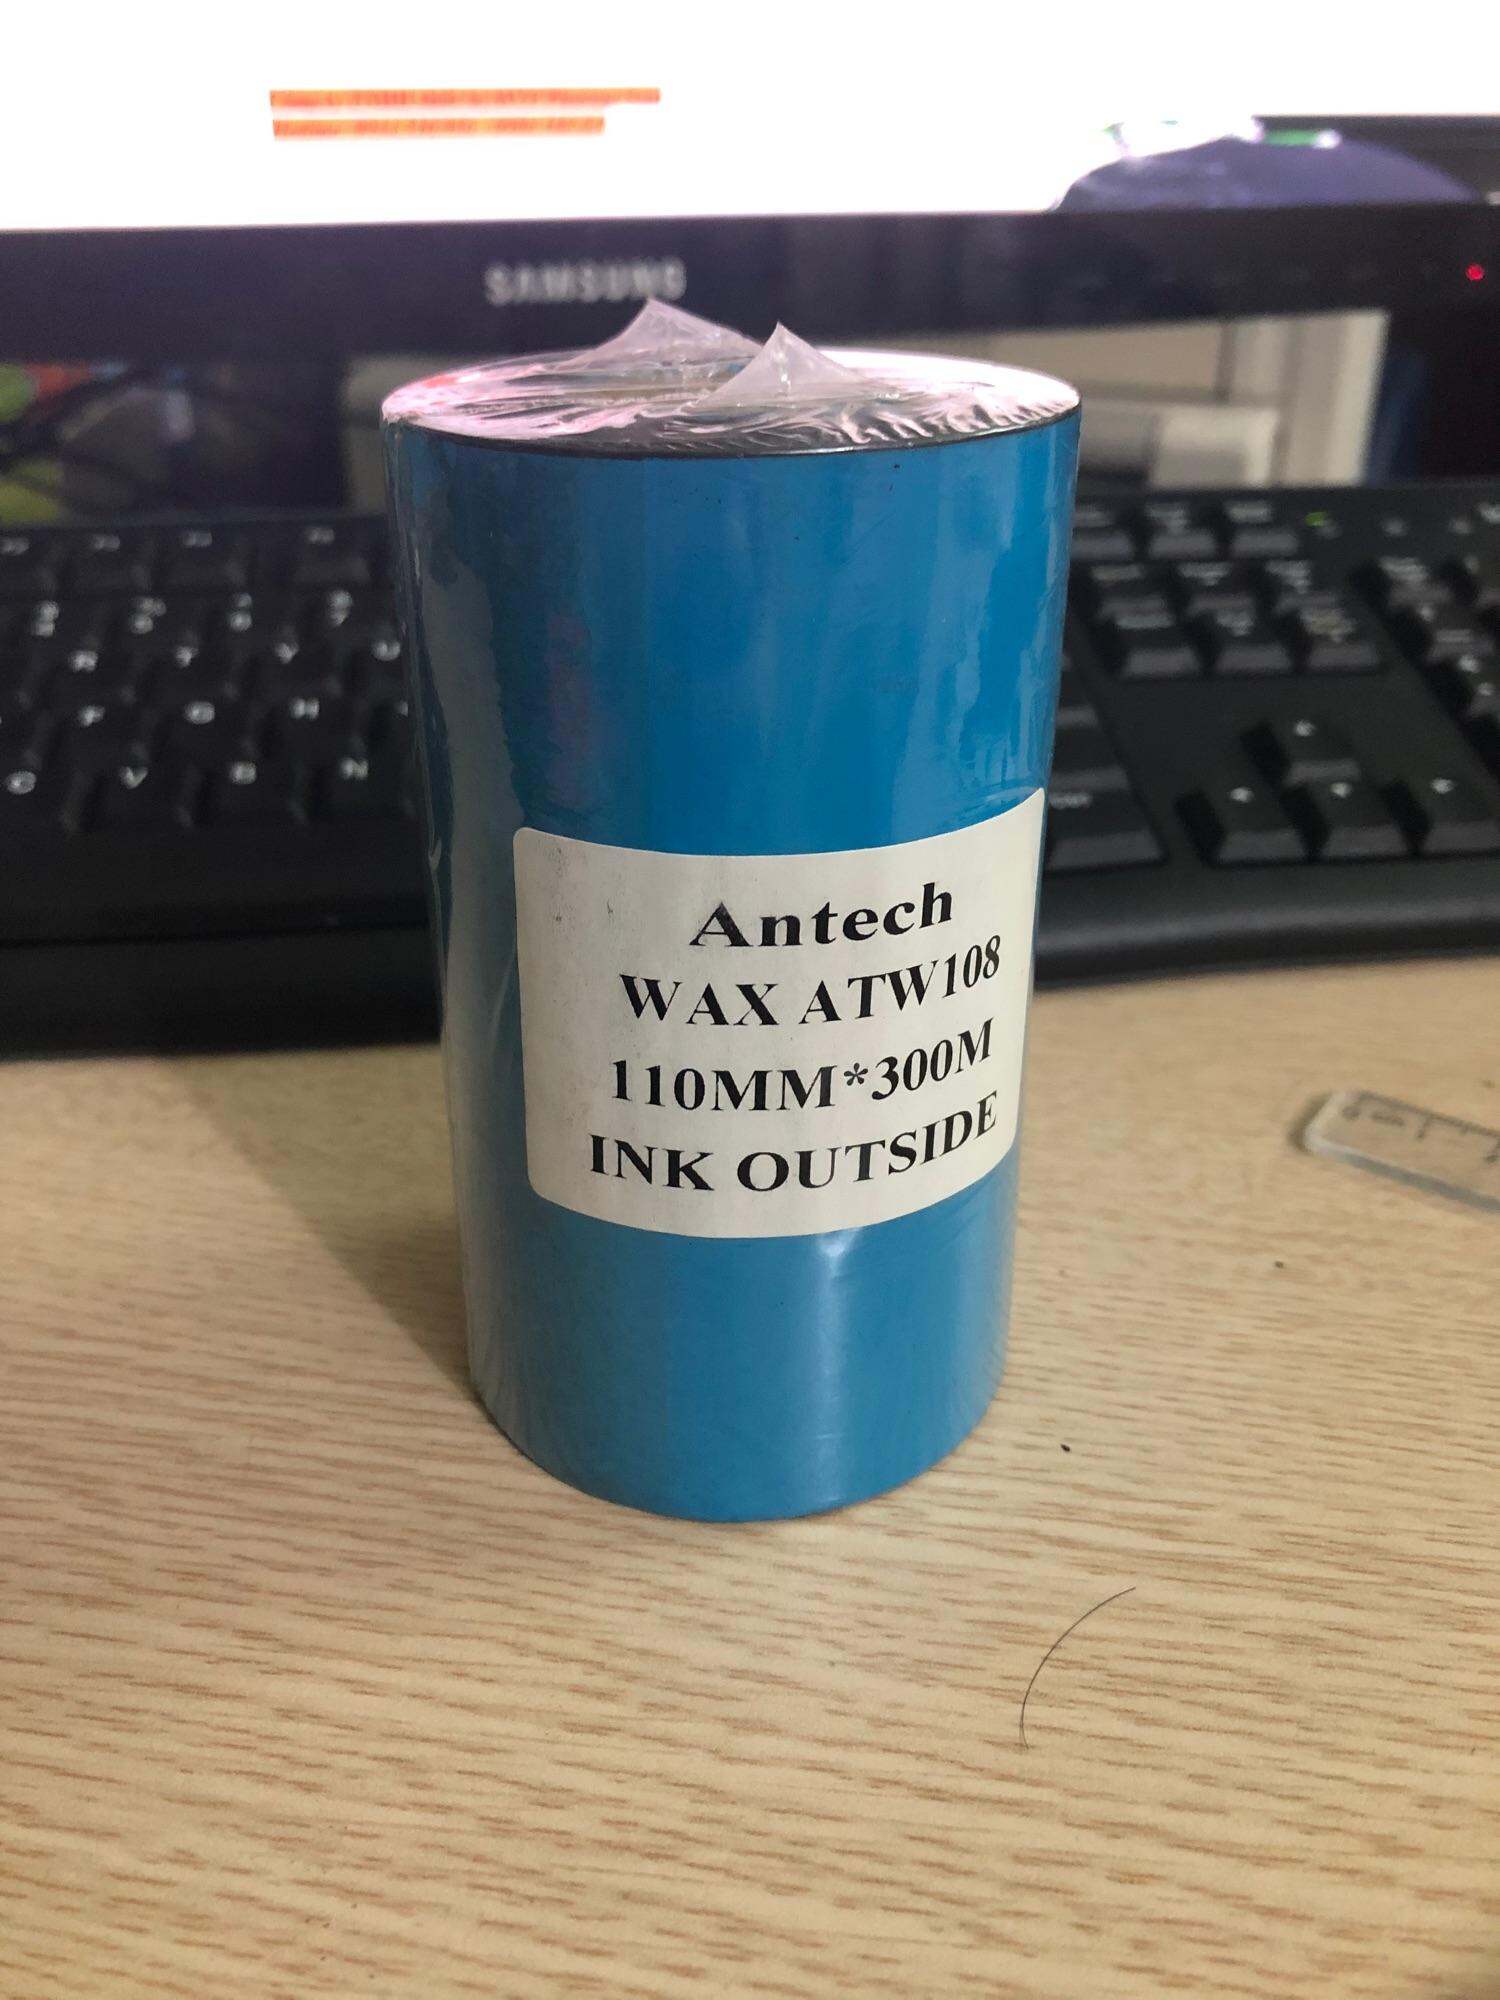 SAMSUNG
Antech
WAX ATW108
110MM*300M
INK OUTSIDE